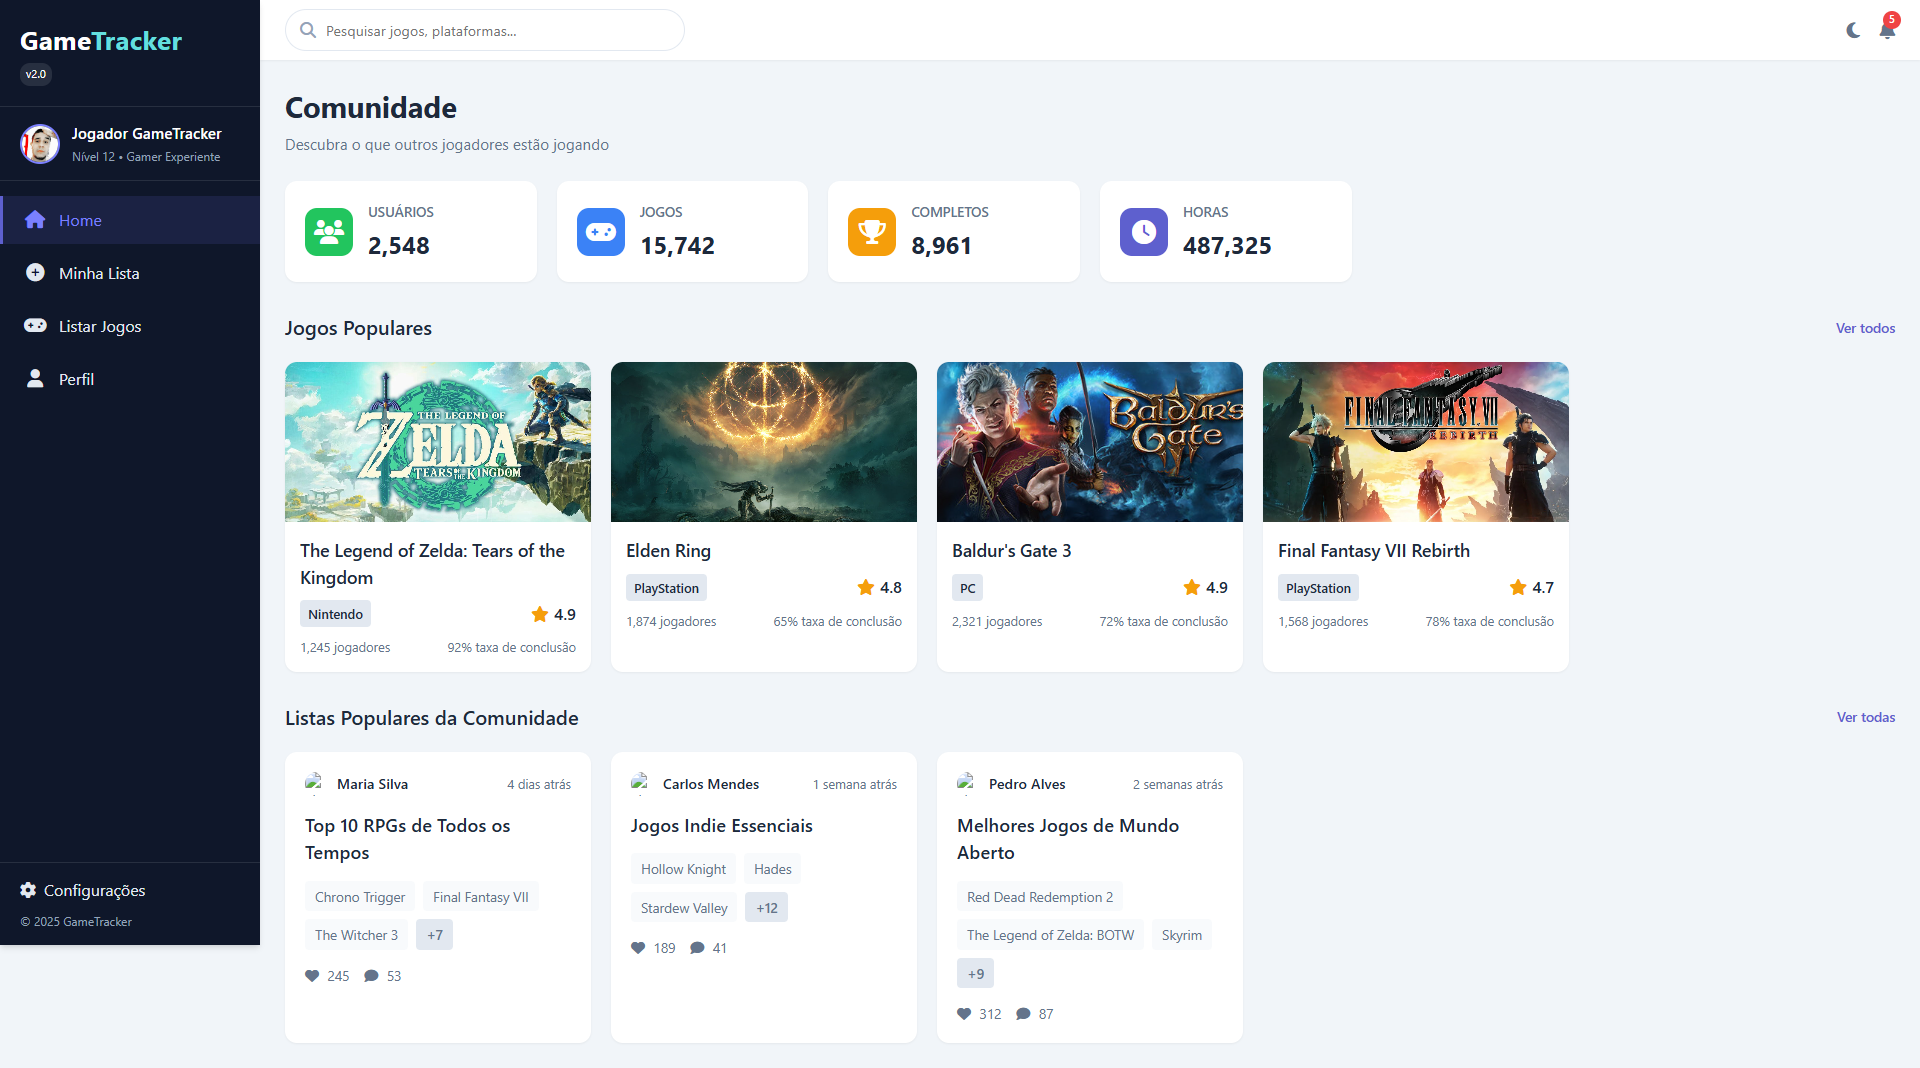 GameTracker
v2.0
Jogador GameTracker
Nível 12 • Gamer Experiente
Home
Minha Lista
Listar Jogos
Perfil
Configurações
© 2025 GameTracker
Pesquisar jogos, plataformas...
5
Comunidade
Descubra o que outros jogadores estão jogando
USUÁRIOS
2,548
JOGOS
15,742
COMPLETOS
8,961
HORAS
487,325
Jogos Populares
Ver todos
THE LEGEND OF
ZELDA
TEARS OF THE KINGDOM
The Legend of Zelda: Tears of the
Kingdom
Nintendo
4.9
1,245 jogadores
92% taxa de conclusão
Elden Ring
PlayStation
4.8
1,874 jogadores
65% taxa de conclusão
Baldur's
Gate
III
Baldur's Gate 3
PC
4.9
2,321 jogadores
72% taxa de conclusão
FINAL FANTASY VII
REBIRTH
Final Fantasy VII Rebirth
PlayStation
4.7
1,568 jogadores
78% taxa de conclusão
Listas Populares da Comunidade
Ver todas
Maria Silva
4 dias atrás
Top 10 RPGs de Todos os
Tempos
Chrono Trigger
Final Fantasy VII
The Witcher 3
+7
245
53
Carlos Mendes
1 semana atrás
Jogos Indie Essenciais
Hollow Knight
Hades
Stardew Valley
+12
189
41
Pedro Alves
2 semanas atrás
Melhores Jogos de Mundo
Aberto
Red Dead Redemption 2
The Legend of Zelda: BOTW
Skyrim
+9
312
87